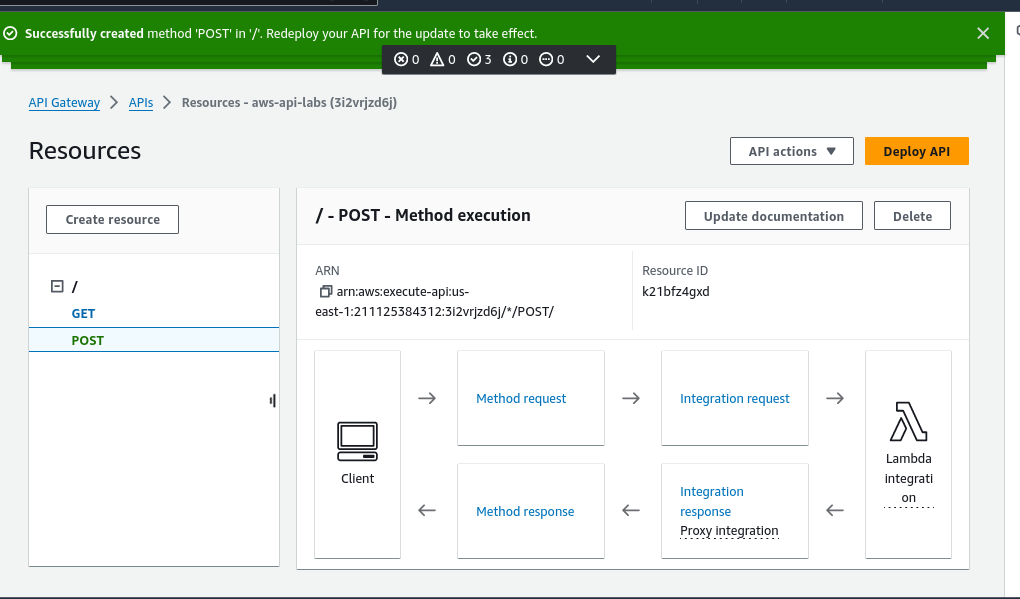 Successfully created method 'POST' in '/'. Redeploy your API for the update to take effect.
0 0 3 0 0
API Gateway > APIs > Resources - aws-api-labs (3i2vrjzd6j)
Resources
API actions ▼
Deploy API
Create resource
/
GET
POST
/ - POST - Method execution
Update documentation
Delete
ARN
arn:aws:execute-api:us-
east-1:211125384312:3i2vrjzd6j/*/POST/
Resource ID
k21bfz4gxd
Client
Method request
Integration request
Lambda
integrati
on
Method response
Integration
response
Proxy integration